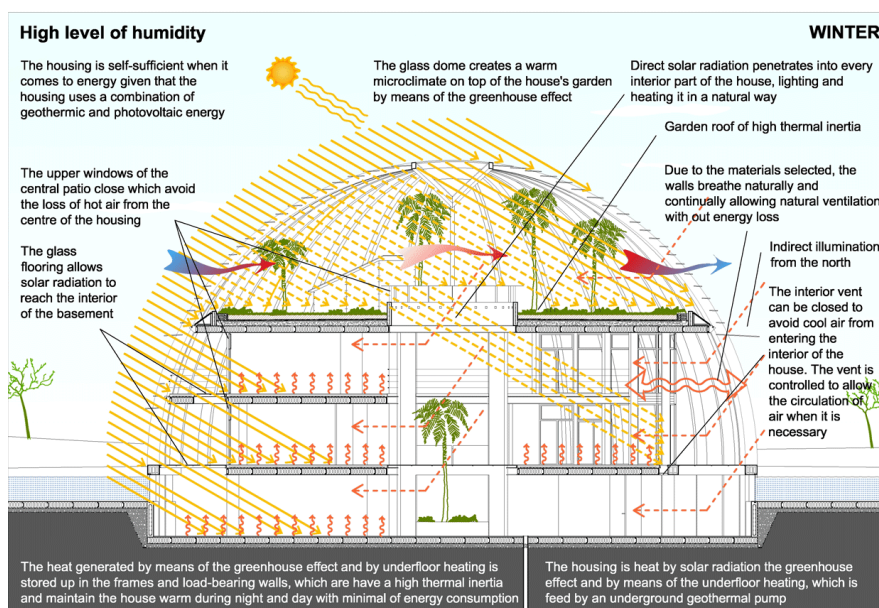 High level of humidity
WINTER
The housing is self-sufficient when it
comes to energy given that the
housing uses a combination of
geothermic and photovoltaic energy
The glass dome creates a warm
microclimate on top of the house's garden
by means of the greenhouse effect
Direct solar radiation penetrates into every
interior part of the house, lighting and
heating it in a natural way
Garden roof of high thermal inertia
The upper windows of the
central patio close which avoid
the loss of hot air from the
centre of the housing
Due to the materials selected, the
walls breathe naturally and
continually allowing natural ventilation
with out energy loss
The glass
flooring allows
solar radiation to
reach the interior
of the basement
Indirect illumination
from the north
The interior vent
can be closed to
avoid cool air from
entering the
interior of the
house. The vent is
controlled to allow
the circulation of
air when it is
necessary
The heat generated by means of the greenhouse effect and by underfloor heating is
stored up in the frames and load-bearing walls, which are have a high thermal inertia
and maintain the house warm during night and day with minimal of energy consumption
The housing is heat by solar radiation the greenhouse
effect and by means of the underfloor heating, which is
feed by an underground geothermal pump